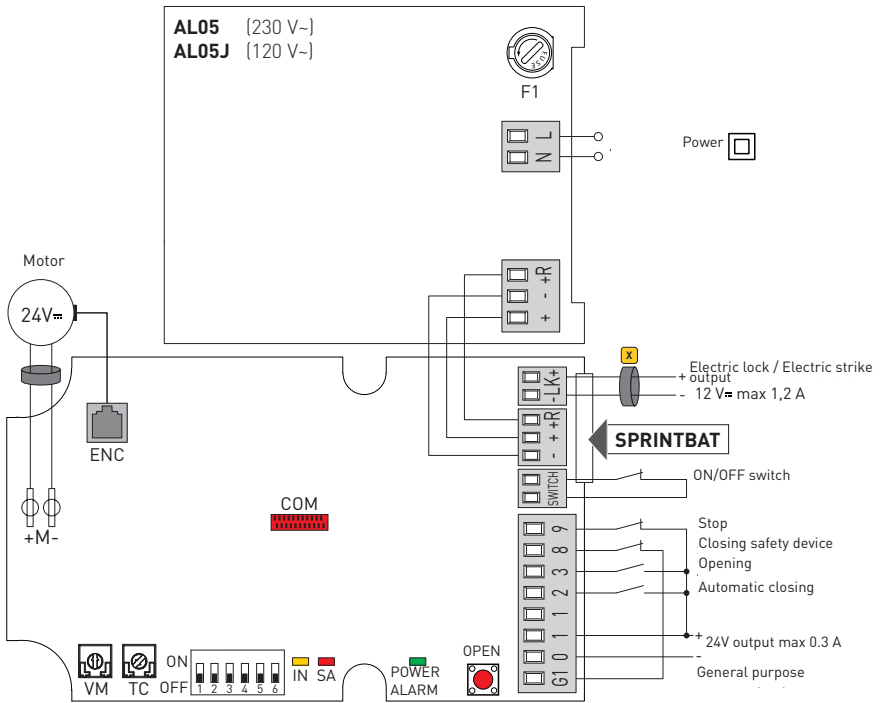 AL05 (230 V~)
AL05J (120 V~)
FUSE
F1
L
N
Power
+R
-
+
Motor
24V⎓
ENC
+M-
COM
X
-LK+
+ Electric lock / Electric strike
output
- 12 V⎓ max 1,2 A
+R
+
-
SPRINTBAT
SWITCH
ON/OFF switch
9 Stop
8 Closing safety device
3 Opening
2 Automatic closing
1
1 + 24V output max 0.3 A
0 -
G1 General purpose
VM
TC
ON
OFF
1 2 3 4 5 6
IN SA
POWER
ALARM
OPEN